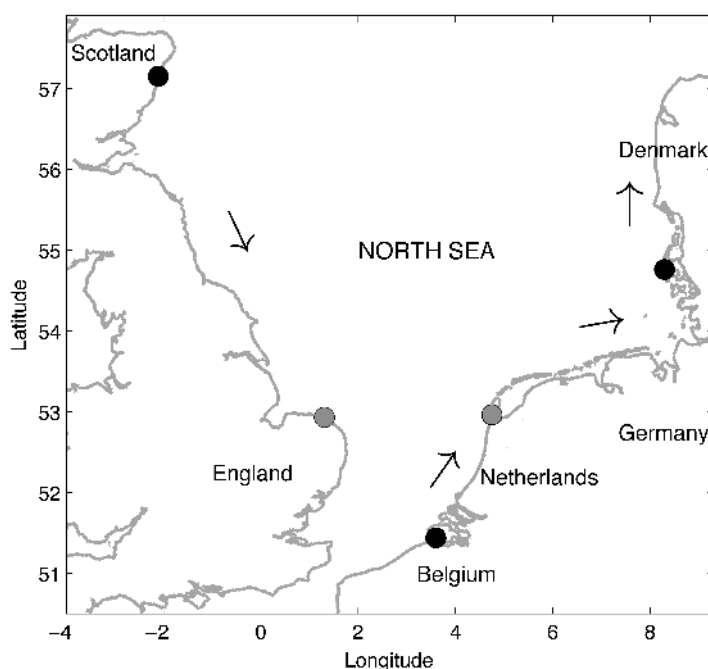 Scotland
57
Denmark
56
55
NORTH SEA
Latitude
54
53
Germany
England
Netherlands
52
Belgium
51
−4 −2 0 2 4 6 8
Longitude